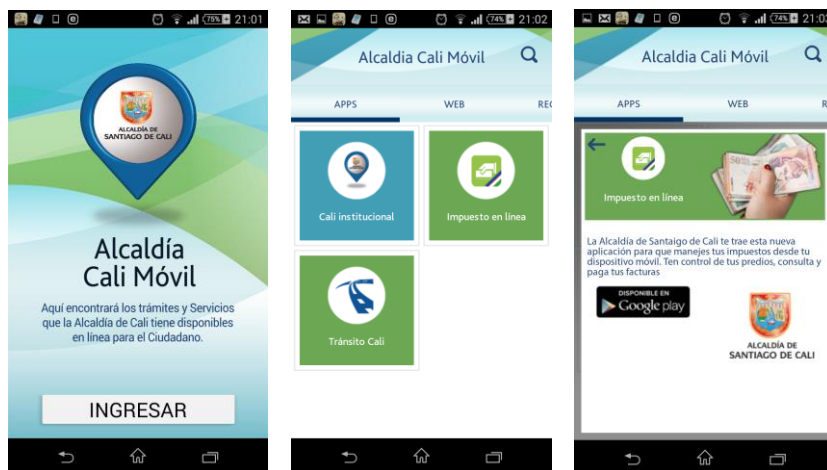 75% 21:01
ALCALDÍA DE
SANTIAGO DE CALI
Alcaldía
Cali Móvil
Aquí encontrará los trámites y Servicios
que la Alcaldía de Cali tiene disponibles
en línea para el Ciudadano.
INGRESAR
74% 21:02
Alcaldia Cali Móvil
APPS WEB REC
Cali institucional Impuesto en línea
Tránsito Cali
74% 21:03
Alcaldia Cali Móvil
APPS WEB R
Impuesto en línea
La Alcaldía de Santaigo de Cali te trae esta nueva
aplicación para que manejes tus impuestos desde tu
dispositivo móvil. Ten control de tus predios, consulta y
paga tus facturas
DISPONIBLE EN
Google play
ALCALDÍA DE
SANTIAGO DE CALI